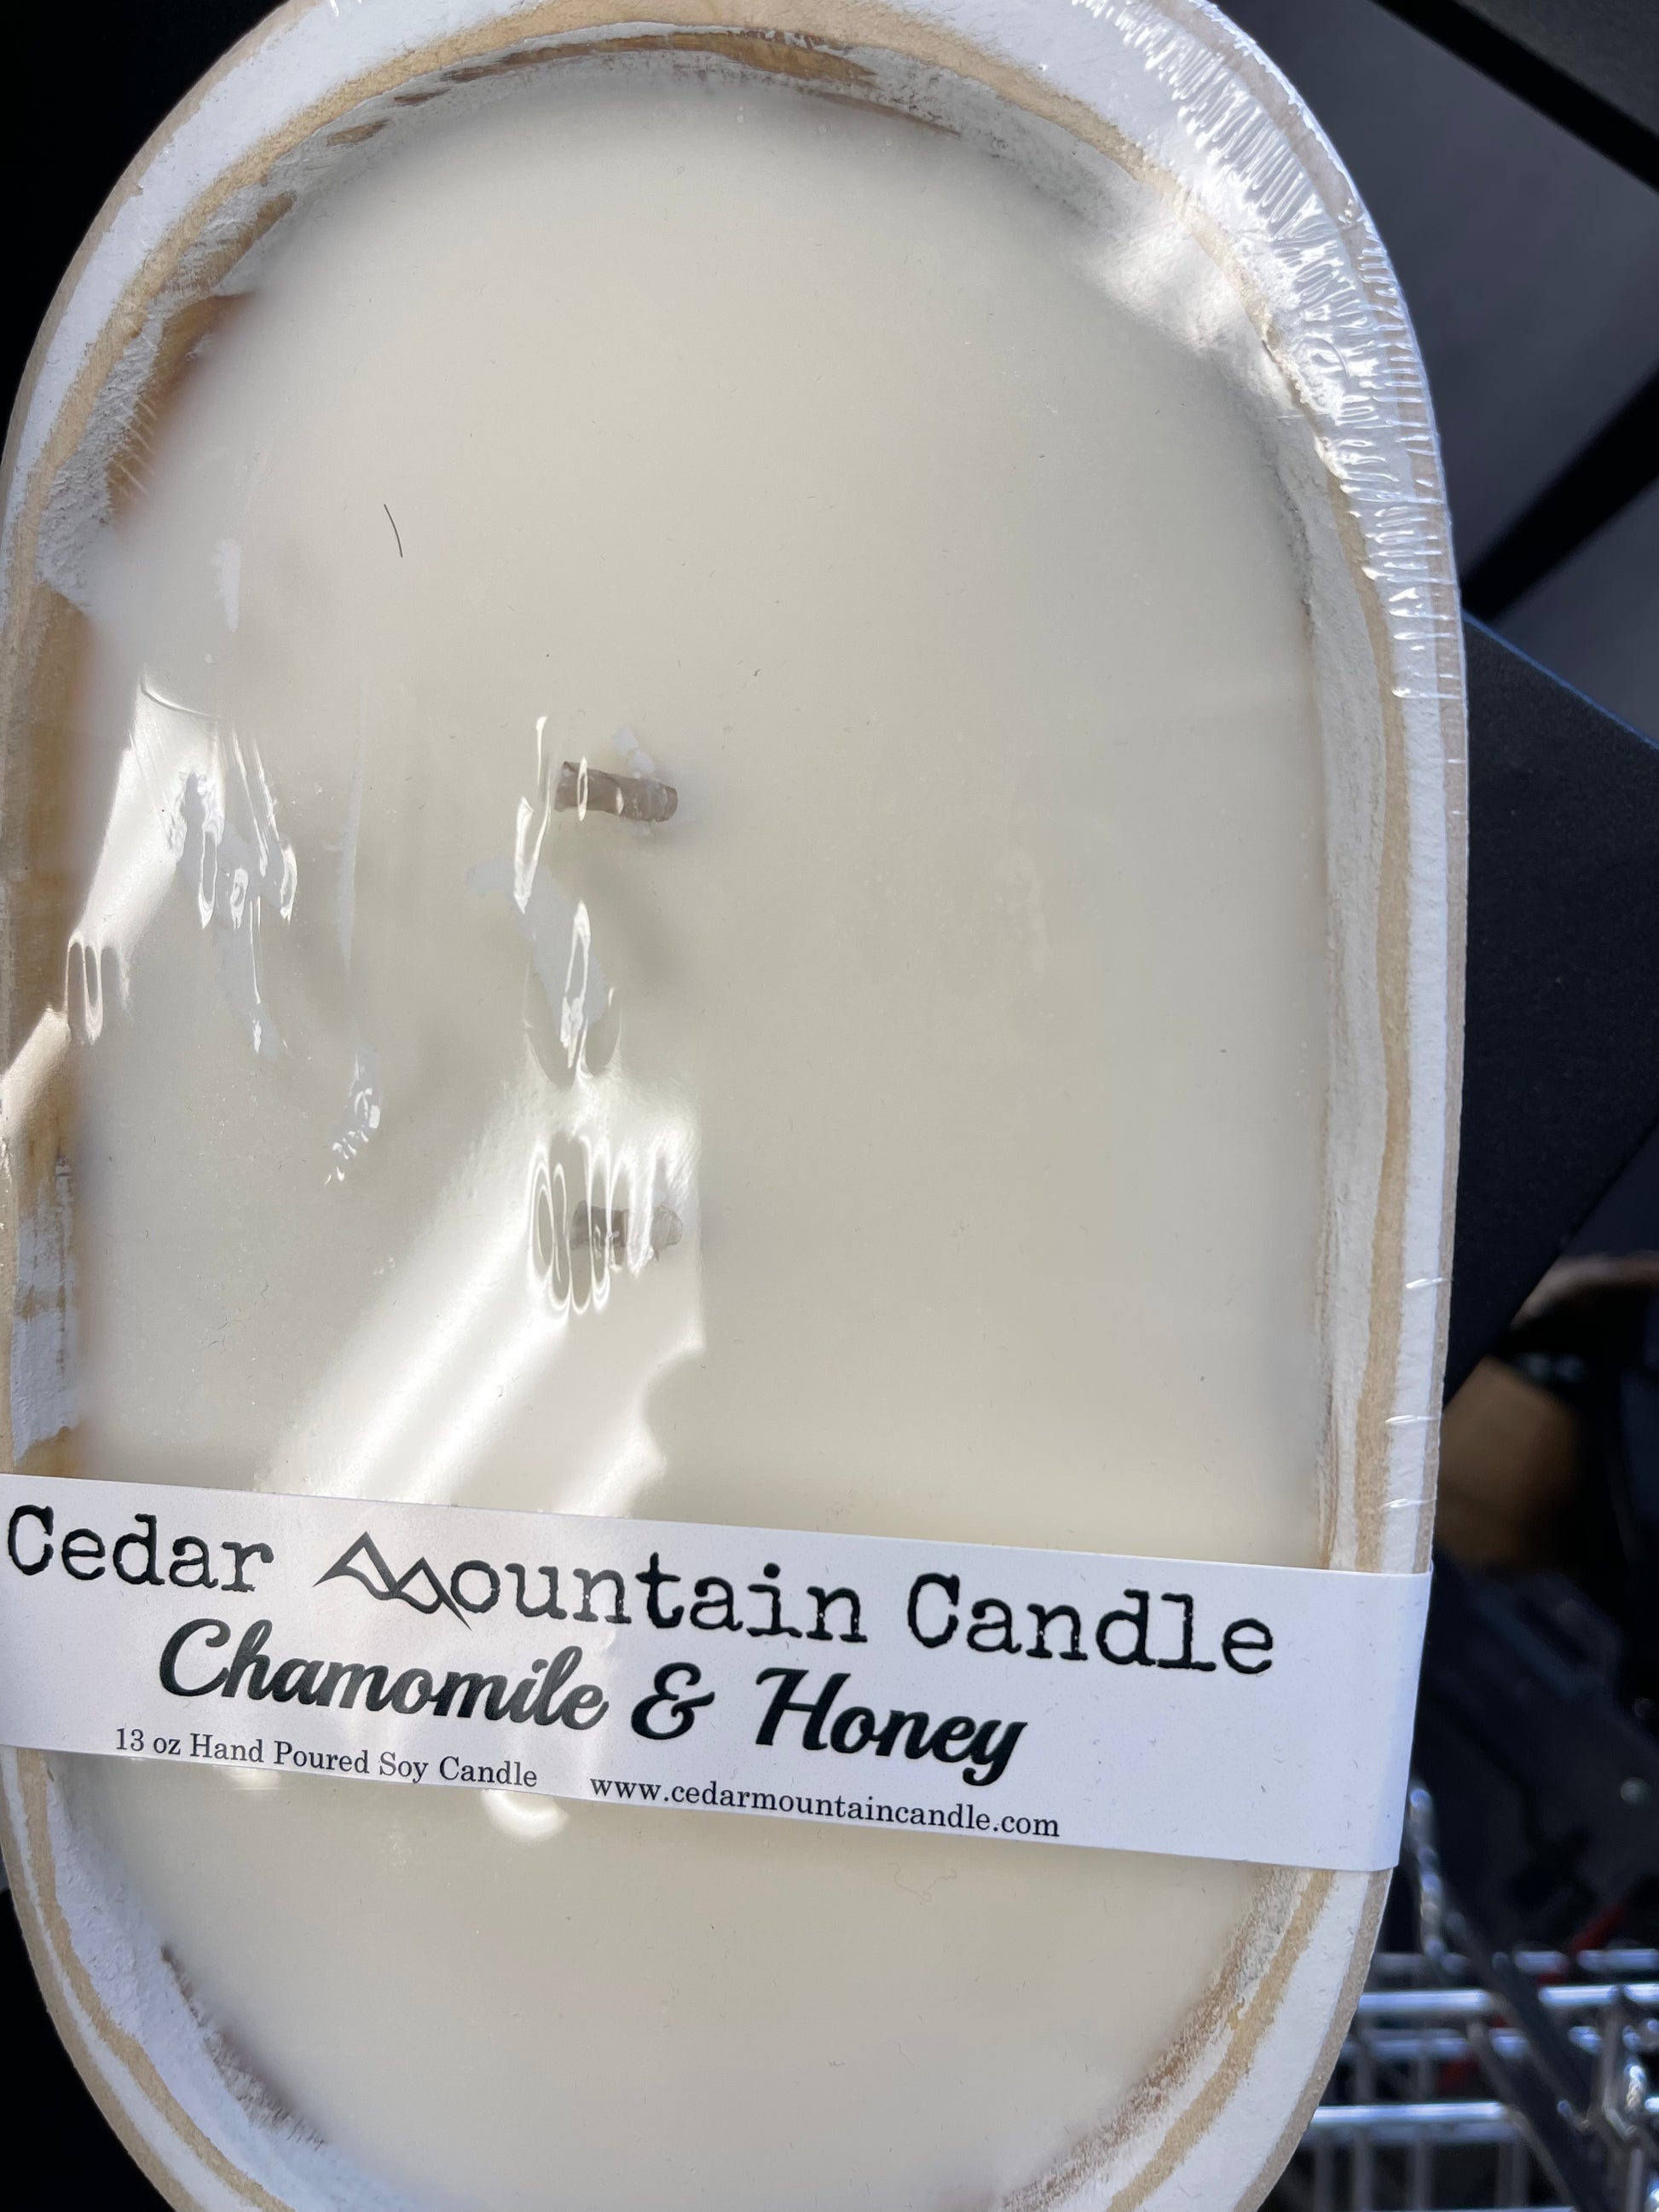 Cedar Mountain Candle
Chamomile & Honey
13 oz Hand Poured Soy Candle www.cedarmountaincandle.com